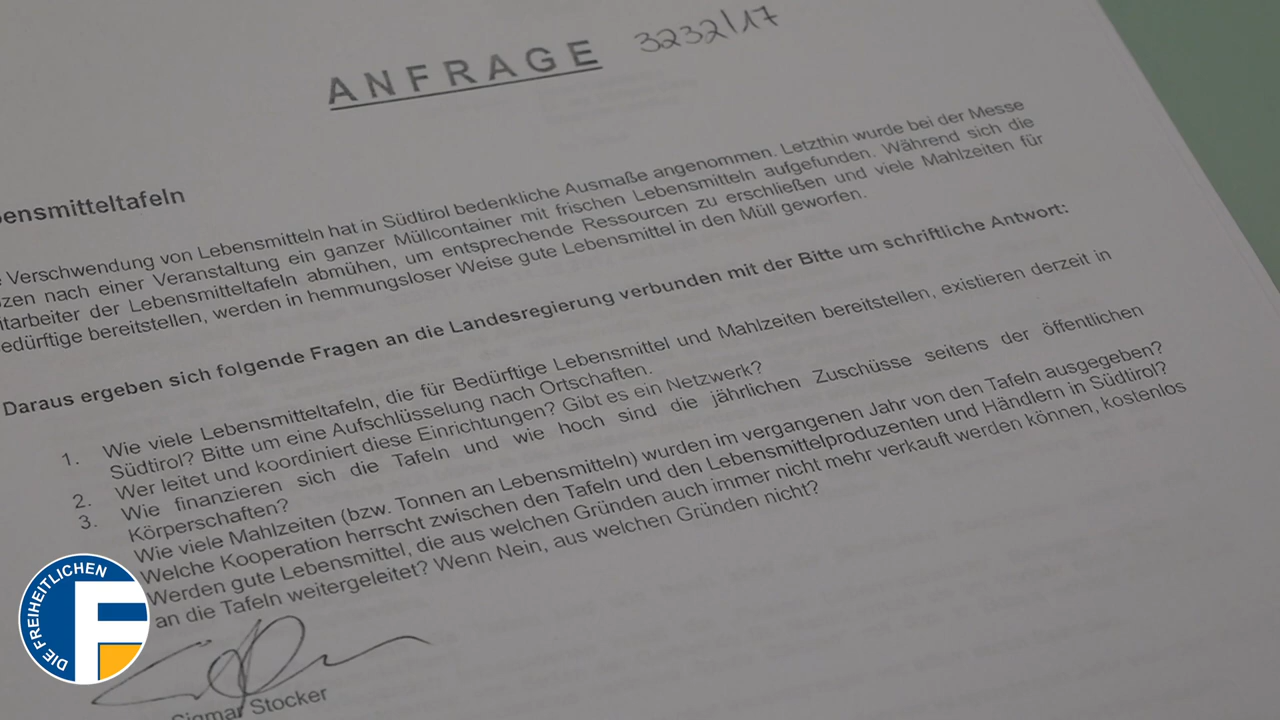 ANFRAGE 3232/17
ensmitteltafeln
Verschwendung von Lebensmitteln hat in Südtirol bedenkliche Ausmaße angenommen. Letzthin wurde bei der Messe
zen nach einer Veranstaltung ein ganzer Müllcontainer mit frischen Lebensmitteln aufgefunden. Während sich die
itarbeiter der Lebensmitteltafeln abmühen, um entsprechende Ressourcen zu erschließen und viele Mahlzeiten für
edürftige bereitstellen, werden in hemmungsloser Weise gute Lebensmittel in den Müll geworfen.
Daraus ergeben sich folgende Fragen an die Landesregierung verbunden mit der Bitte um schriftliche Antwort:
1. Wie viele Lebensmitteltafeln, die für Bedürftige Lebensmittel und Mahlzeiten bereitstellen, existieren derzeit in
Südtirol? Bitte um eine Aufschlüsselung nach Ortschaften.
2. Wer leitet und koordiniert diese Einrichtungen? Gibt es ein Netzwerk?
3. Wie finanzieren sich die Tafeln und wie hoch sind die jährlichen Zuschüsse seitens der öffentlichen
Körperschaften?
Wie viele Mahlzeiten (bzw. Tonnen an Lebensmitteln) wurden im vergangenen Jahr von den Tafeln ausgegeben?
Welche Kooperation herrscht zwischen den Tafeln und den Lebensmittelproduzenten und Händlern in Südtirol?
Werden gute Lebensmittel, die aus welchen Gründen auch immer nicht mehr verkauft werden können, kostenlos
an die Tafeln weitergeleitet? Wenn Nein, aus welchen Gründen nicht?
Sigmar Stocker
DIE FREIHEITLICHEN
F